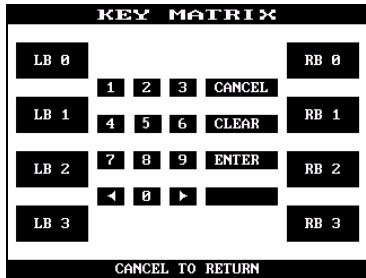 KEY MATRIX
LB 0
RB 0
1 2 3 CANCEL
LB 1
RB 1
4 5 6 CLEAR
7 8 9 ENTER
LB 2
RB 2
◄ 0 ►
LB 3
RB 3
CANCEL TO RETURN